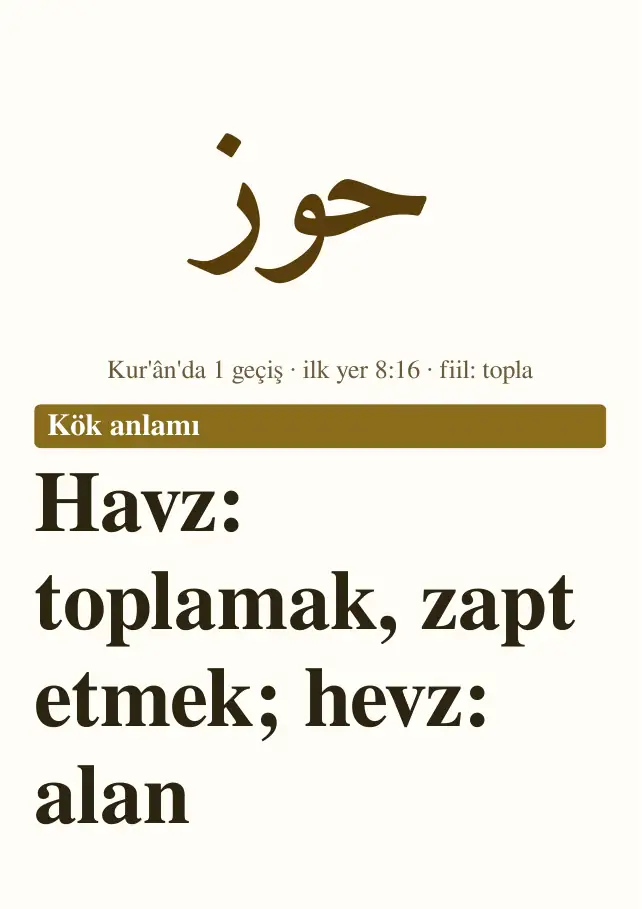 حوز
Kur'ân'da 1 geçiş · ilk yer 8:16 · fiil: topla
Kök anlamı
Havz:
toplamak, zapt
etmek; hevz:
alan